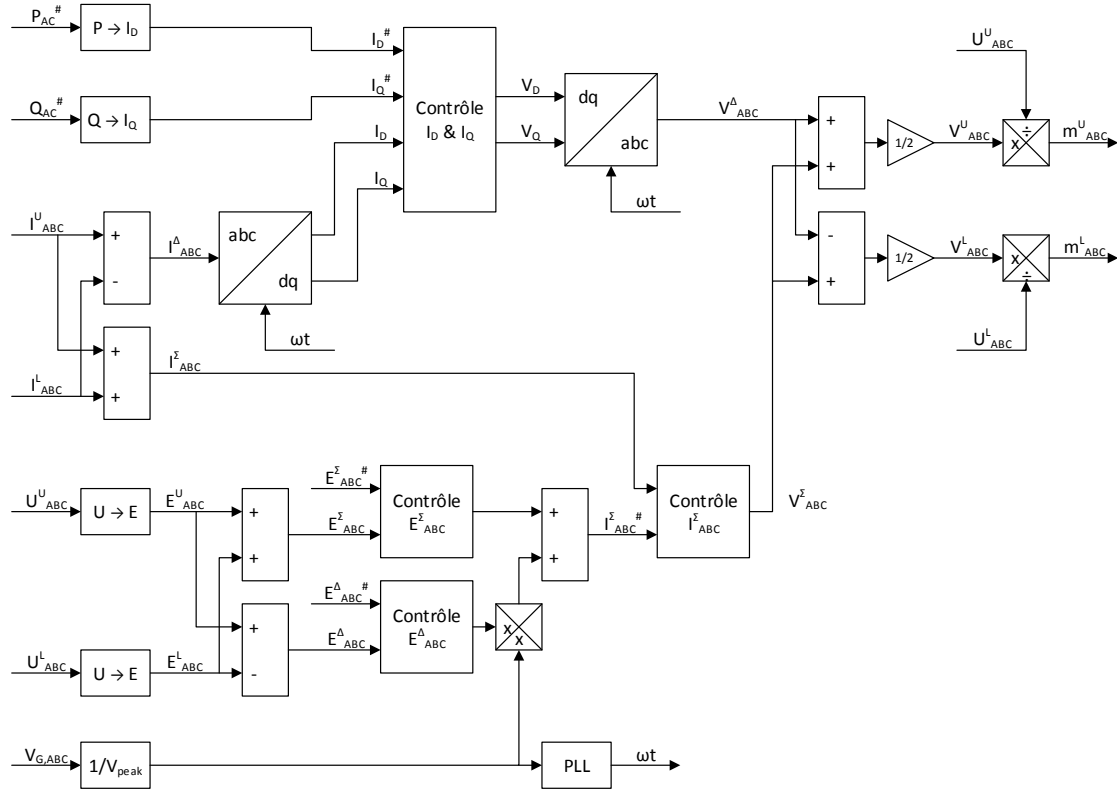 P_AC^#
P → I_D
I_D^#
Q_AC^#
Q → I_Q
I_Q^#
I_D
I_Q
Contrôle
I_D & I_Q
V_D
V_Q
dq
abc
ωt
V^Δ_ABC
+
+
1/2
V^U_ABC
U^U_ABC
÷
x
m^U_ABC
-
+
1/2
V^L_ABC
x
÷
m^L_ABC
U^L_ABC
I^U_ABC
+
-
I^Δ_ABC
abc
dq
ωt
I^L_ABC
+
+
I^Σ_ABC
U^U_ABC
U → E
E^U_ABC
+
+
E^Σ_ABC^#
E^Σ_ABC
Contrôle
E^Σ_ABC
+
+
I^Σ_ABC^#
Contrôle
I^Σ_ABC
V^Σ_ABC
U^L_ABC
U → E
E^L_ABC
+
-
E^Δ_ABC^#
E^Δ_ABC
Contrôle
E^Δ_ABC
x
x
V_G,ABC
1/V_peak
PLL
ωt